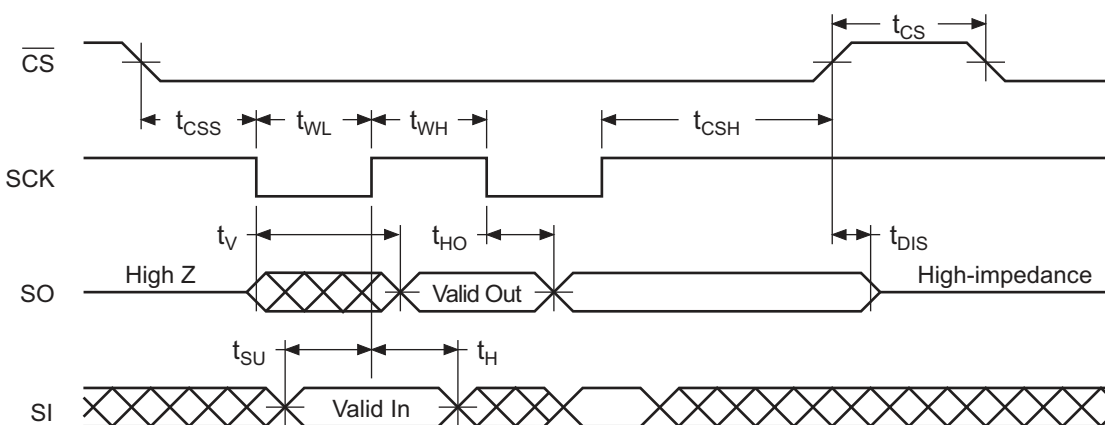 t_CS
C̅S̅
t_CSS t_WL t_WH t_CSH
SCK
t_V t_HO t_DIS
High Z Valid Out High-impedance
SO
t_SU t_H
Valid In
SI